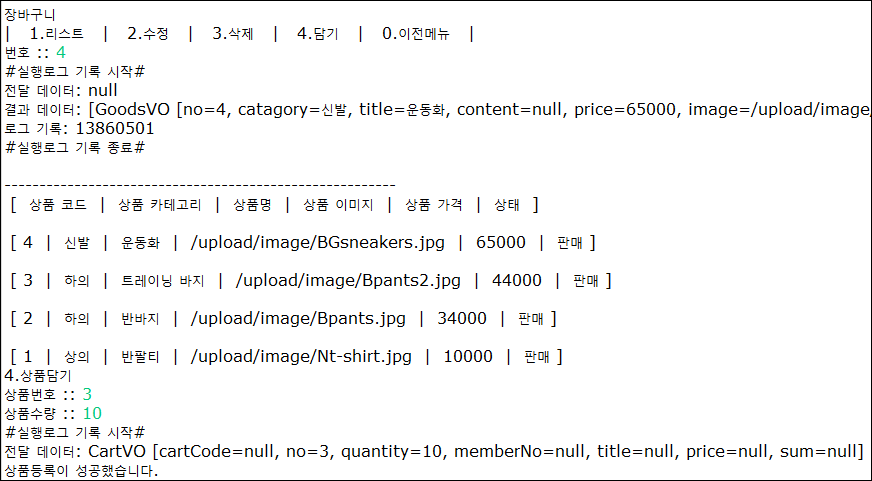 장바구니
|  1.리스트  |  2.수정  |  3.삭제  |  4.담기  |  0.이전메뉴  |
번호 :: 4
#실행로그 기록 시작#
전달 데이터: null
결과 데이터: [GoodsVO [no=4, catagory=신발, title=운동화, content=null, price=65000, image=/upload/image/
로그 기록: 13860501
#실행로그 기록 종료#
--------------------------------------------------------
[ 상품 코드 | 상품 카테고리 | 상품명 | 상품 이미지 | 상품 가격 | 상태 ]
[ 4 | 신발 | 운동화 | /upload/image/BGsneakers.jpg | 65000 | 판매 ]
[ 3 | 하의 | 트레이닝 바지 | /upload/image/Bpants2.jpg | 44000 | 판매 ]
[ 2 | 하의 | 반바지 | /upload/image/Bpants.jpg | 34000 | 판매 ]
[ 1 | 상의 | 반팔티 | /upload/image/Nt-shirt.jpg | 10000 | 판매 ]
4.상품담기
상품번호 :: 3
상품수량 :: 10
#실행로그 기록 시작#
전달 데이터: CartVO [cartCode=null, no=3, quantity=10, memberNo=null, title=null, price=null, sum=null]
상품등록이 성공했습니다.